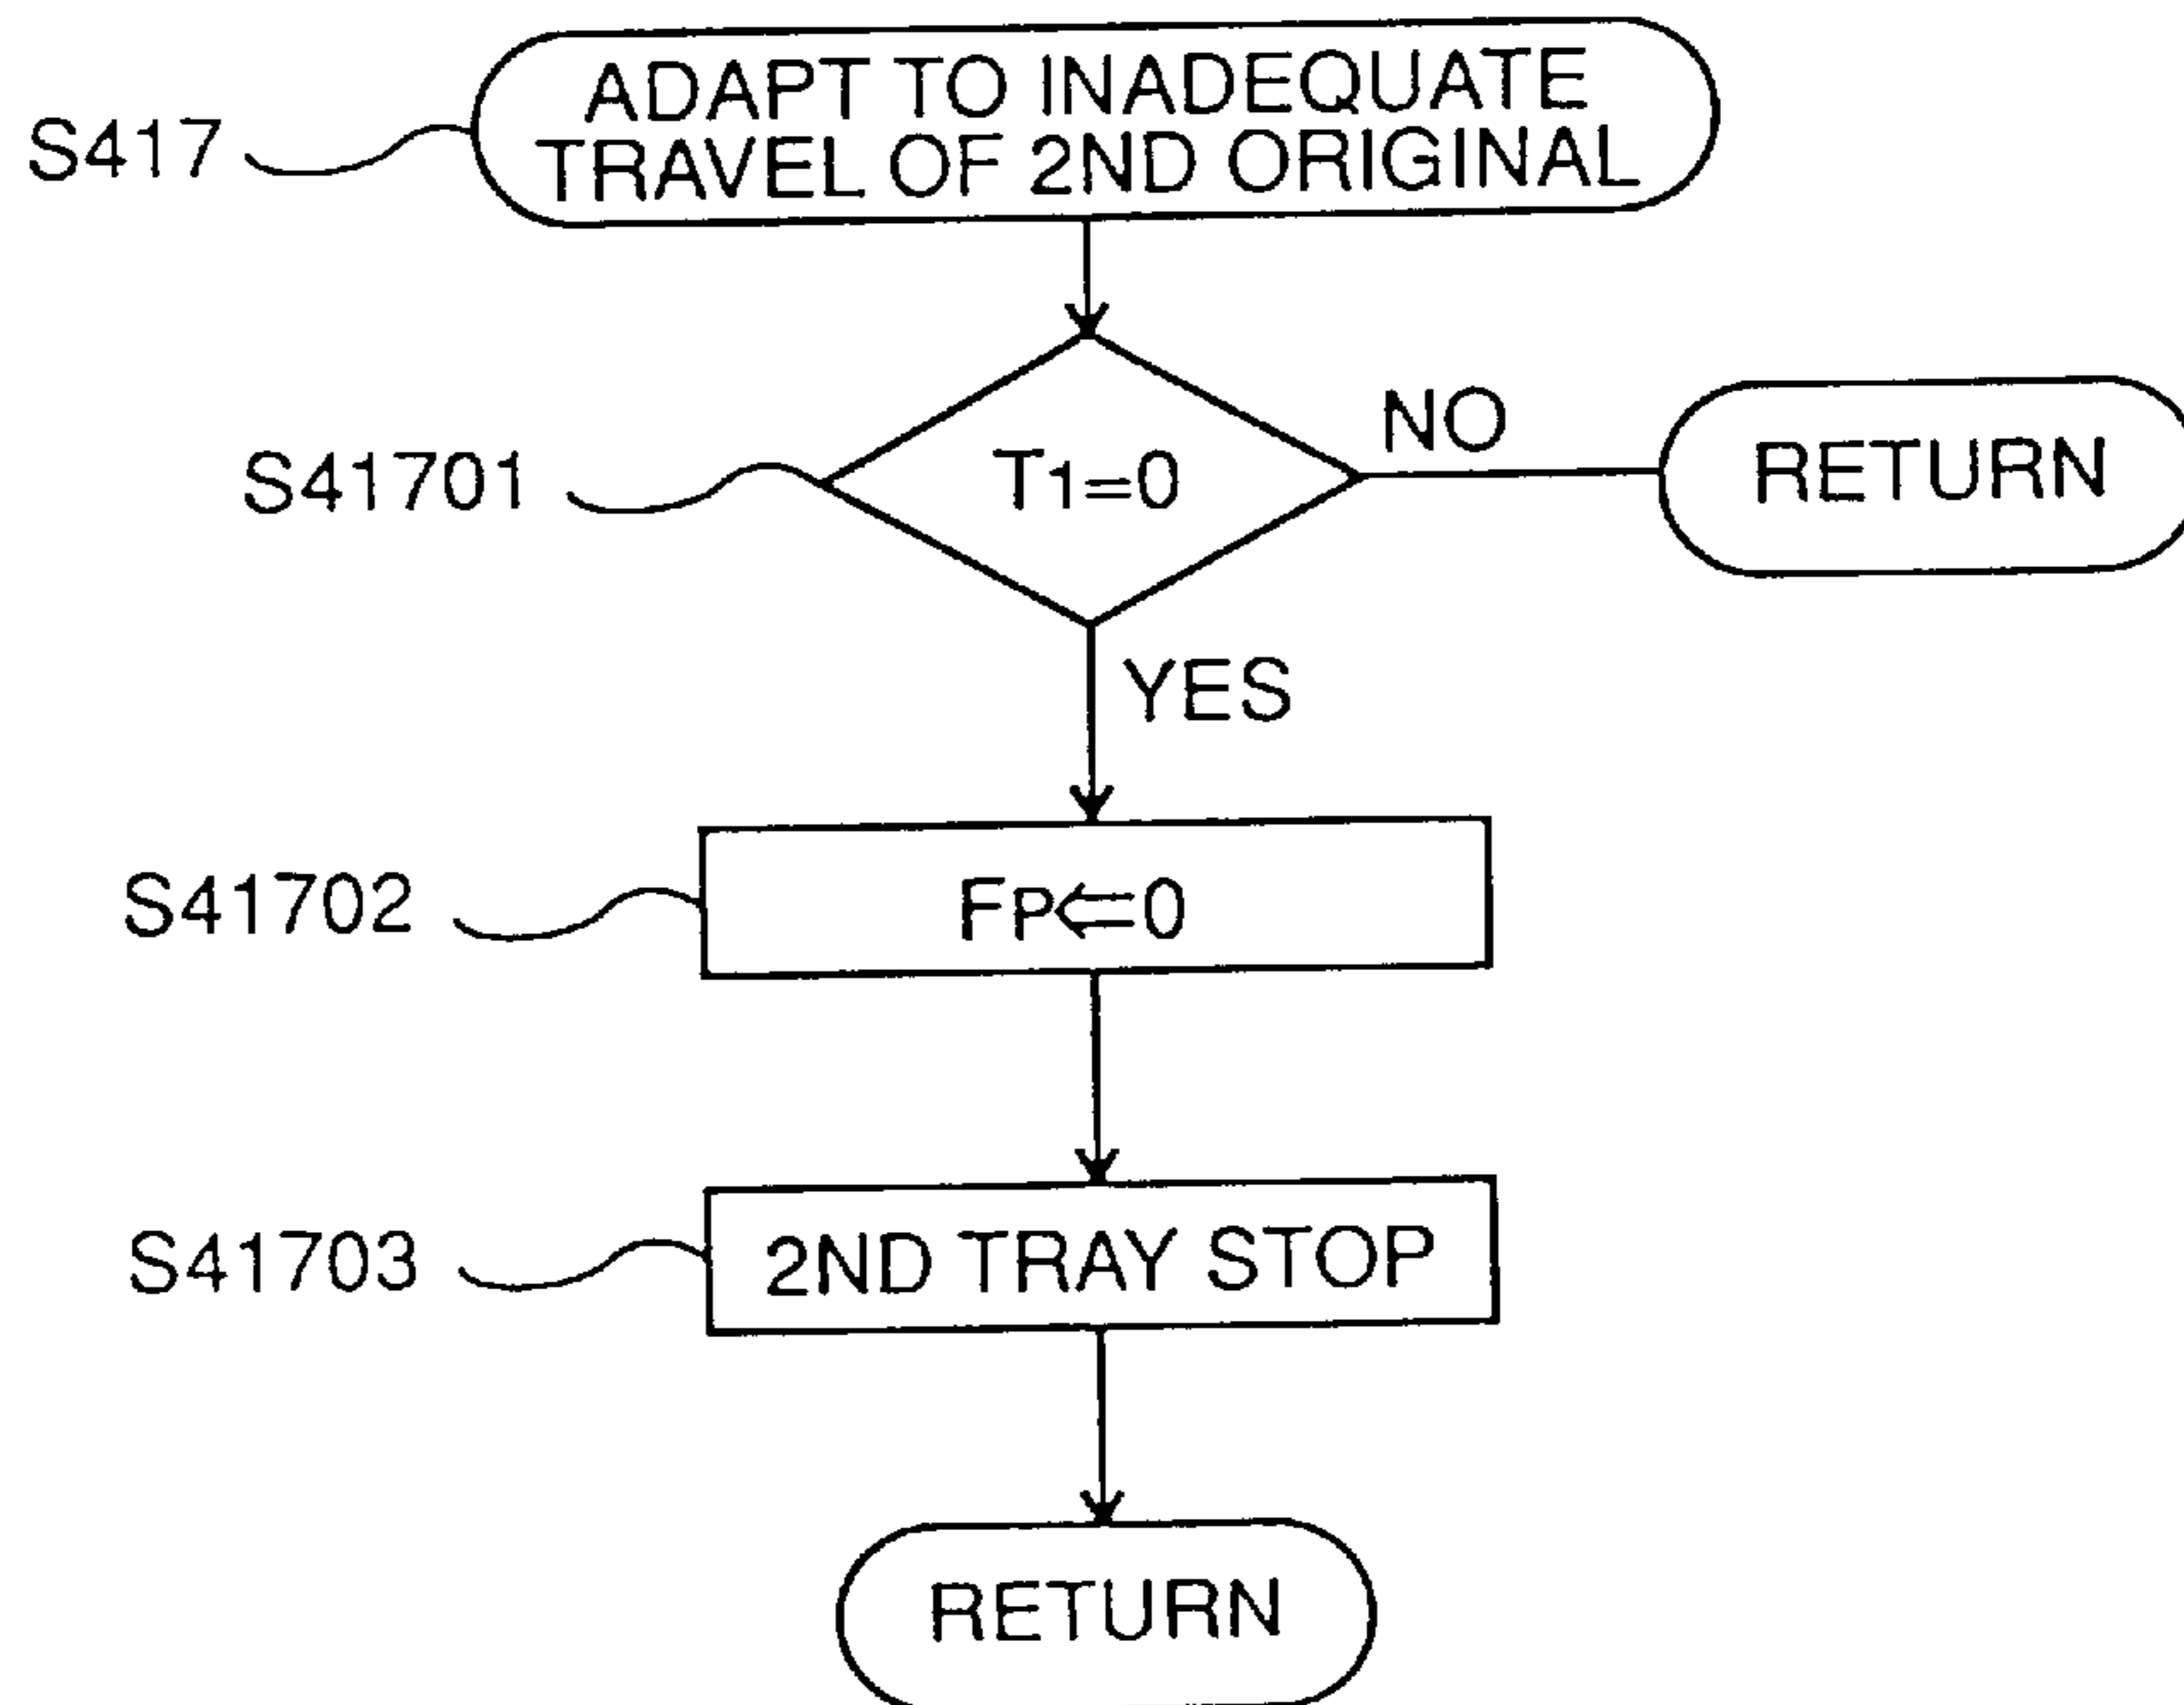 S417
ADAPT TO INADEQUATE
TRAVEL OF 2ND ORIGINAL
S41701
T1=0
NO
RETURN
YES
S41702
FP⇐0
S41703
2ND TRAY STOP
RETURN